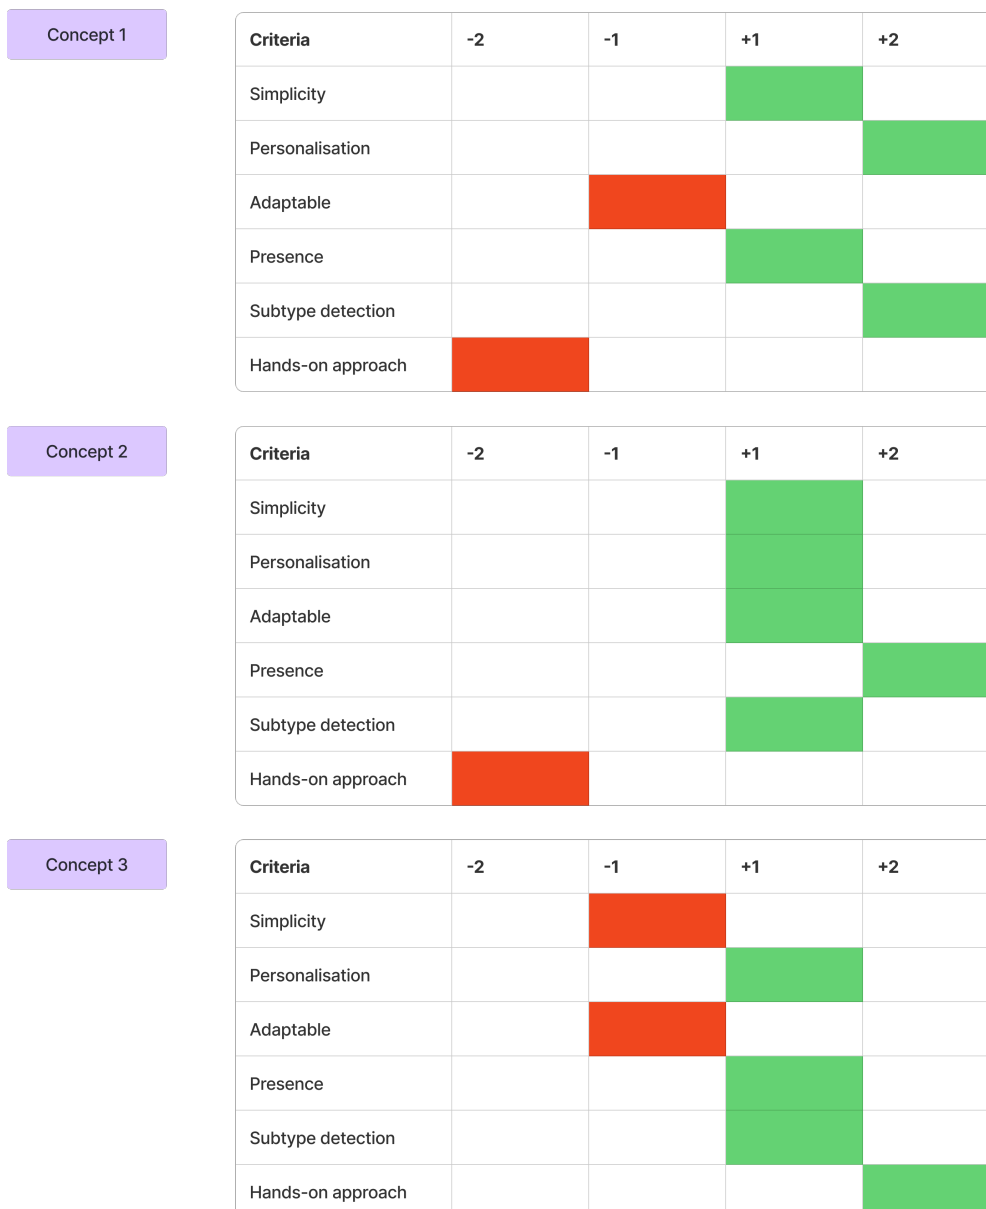 Concept 1
Criteria -2 -1 +1 +2
Simplicity
Personalisation
Adaptable
Presence
Subtype detection
Hands-on approach
Concept 2
Criteria -2 -1 +1 +2
Simplicity
Personalisation
Adaptable
Presence
Subtype detection
Hands-on approach
Concept 3
Criteria -2 -1 +1 +2
Simplicity
Personalisation
Adaptable
Presence
Subtype detection
Hands-on approach